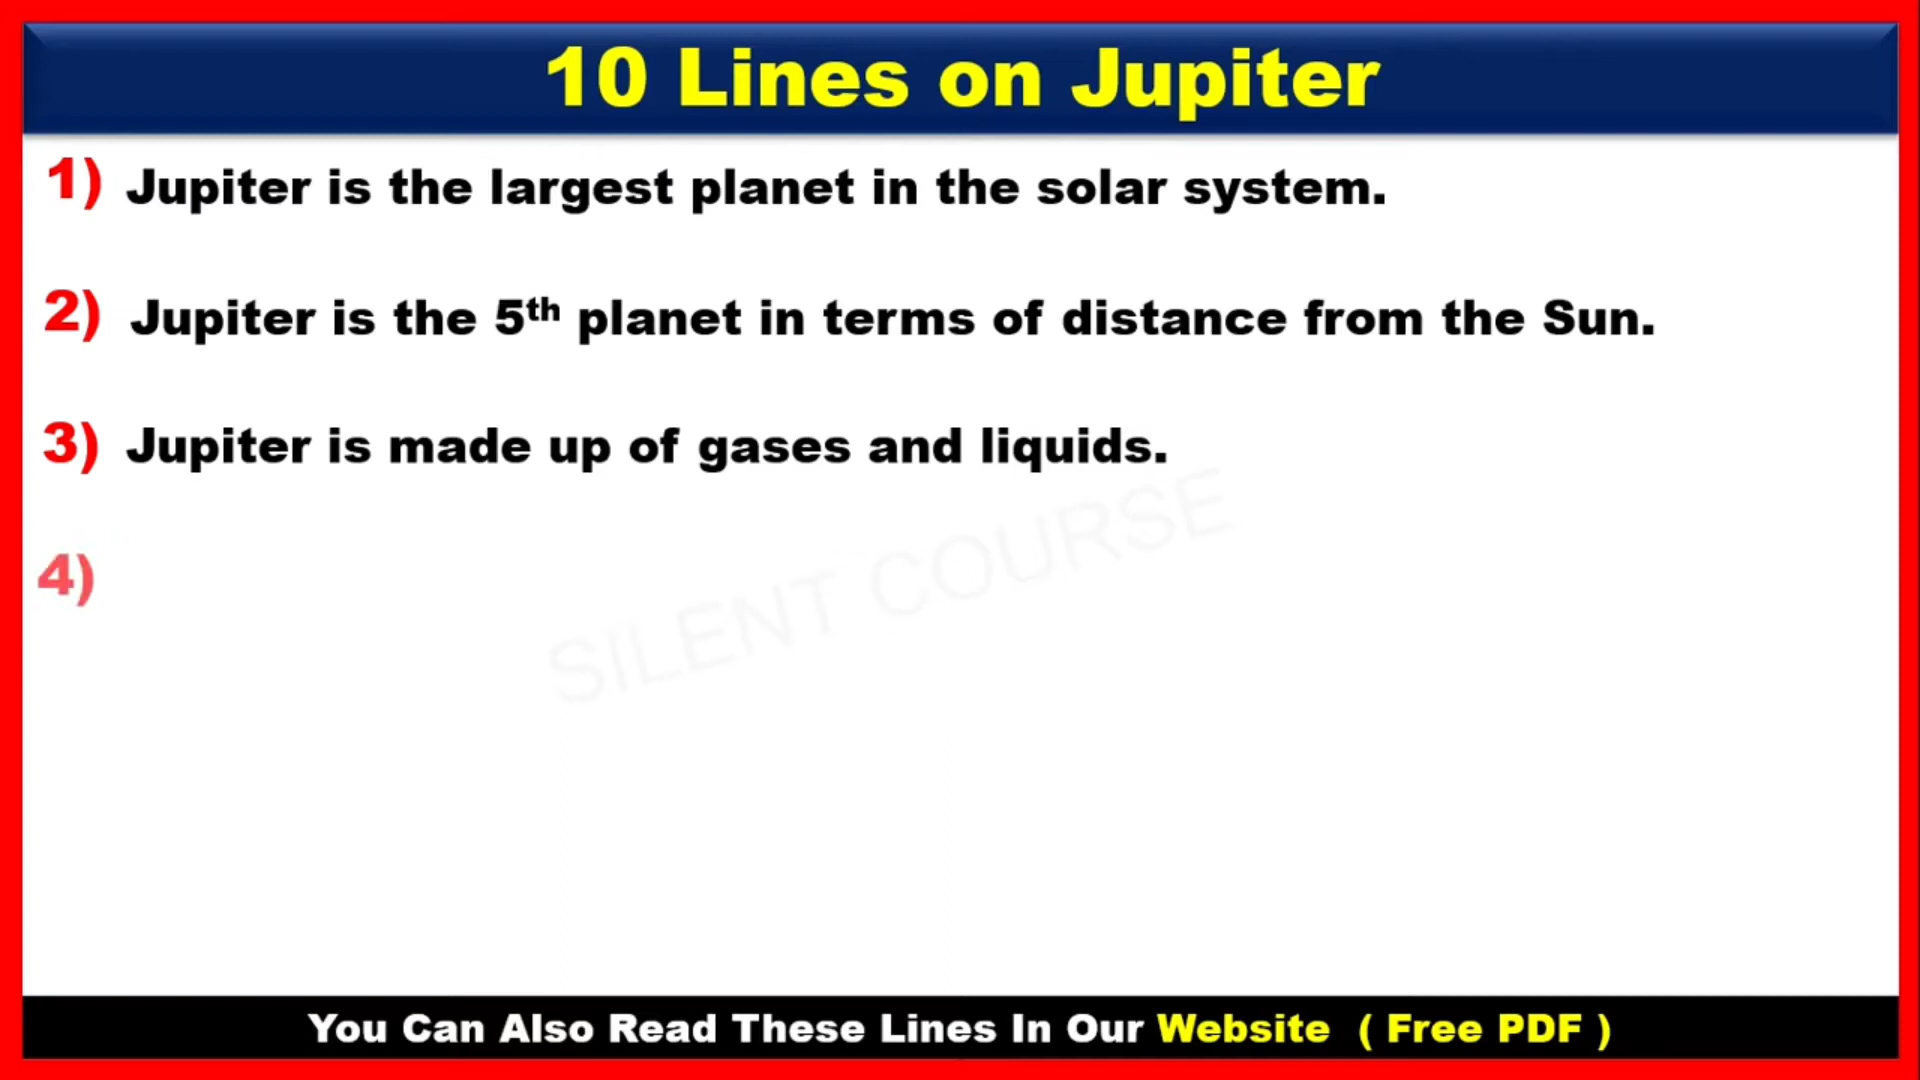 10 Lines on Jupiter
1) Jupiter is the largest planet in the solar system.
2) Jupiter is the 5th planet in terms of distance from the Sun.
3) Jupiter is made up of gases and liquids.
SILENT COURSE
4)
You Can Also Read These Lines In Our Website ( Free PDF )